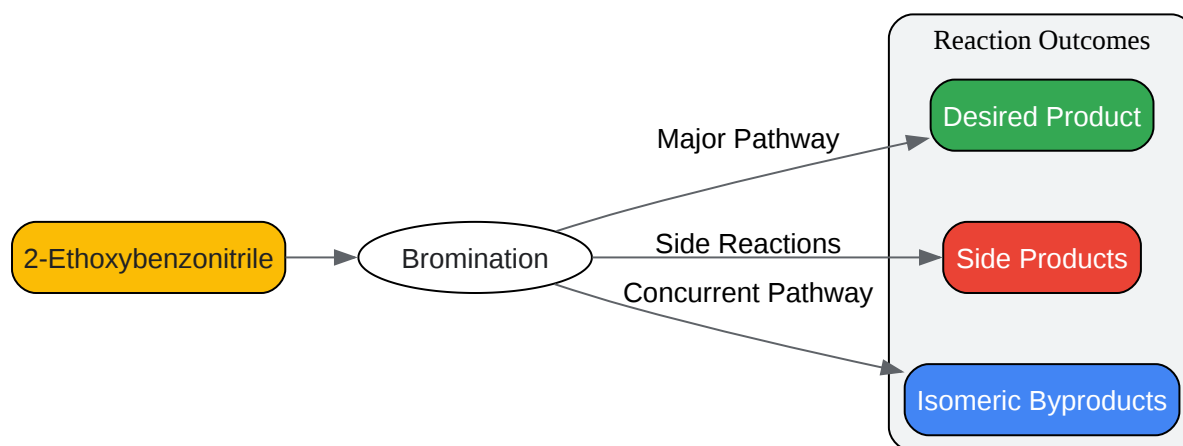 Reaction Outcomes
Desired Product
Major Pathway
2-Ethoxybenzonitrile
Bromination
Side Reactions
Side Products
Concurrent Pathway
Isomeric Byproducts